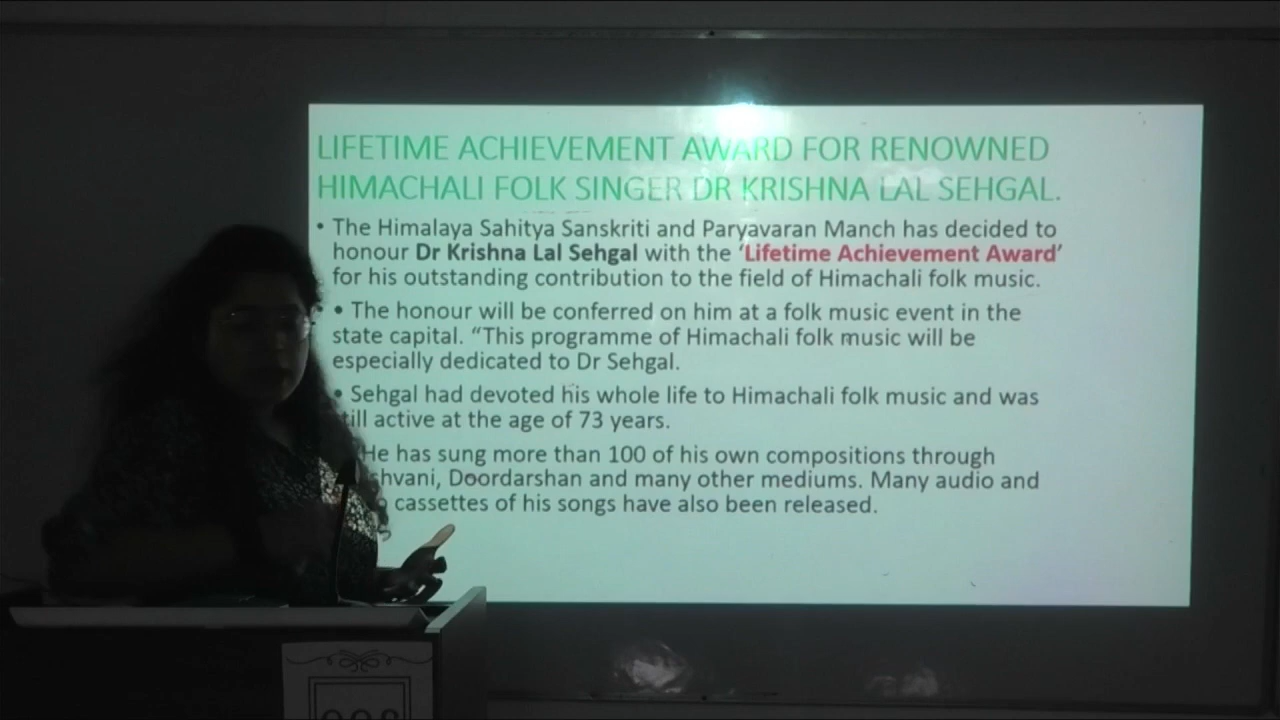 LIFETIME ACHIEVEMENT AWARD FOR RENOWNED
HIMACHALI FOLK SINGER DR KRISHNA LAL SEHGAL.
• The Himalaya Sahitya Sanskriti and Paryavaran Manch has decided to
honour Dr Krishna Lal Sehgal with the 'Lifetime Achievement Award'
for his outstanding contribution to the field of Himachali folk music.
• The honour will be conferred on him at a folk music event in the
state capital. “This programme of Himachali folk music will be
especially dedicated to Dr Sehgal.
• Sehgal had devoted his whole life to Himachali folk music and was
active at the age of 73 years.
He has sung more than 100 of his own compositions through
Doordarshan and many other mediums. Many audio and
cassettes of his songs have also been released.